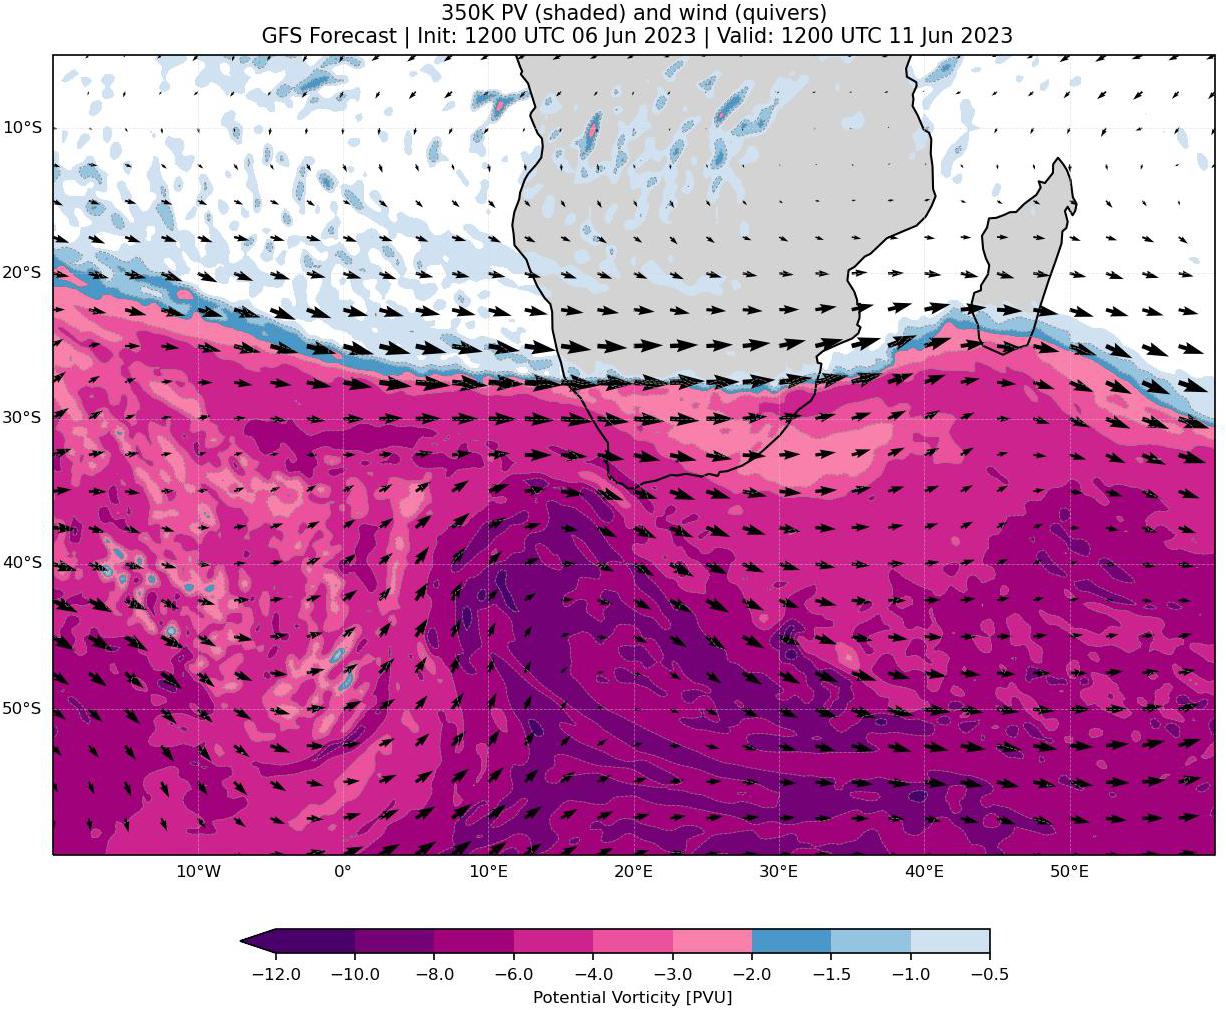 350K PV (shaded) and wind (quivers)
GFS Forecast | Init: 1200 UTC 06 Jun 2023 | Valid: 1200 UTC 11 Jun 2023
10°S
20°S
30°S
40°S
50°S
10°W 0° 10°E 20°E 30°E 40°E 50°E
−12.0 −10.0 −8.0 −6.0 −4.0 −3.0 −2.0 −1.5 −1.0 −0.5
Potential Vorticity [PVU]